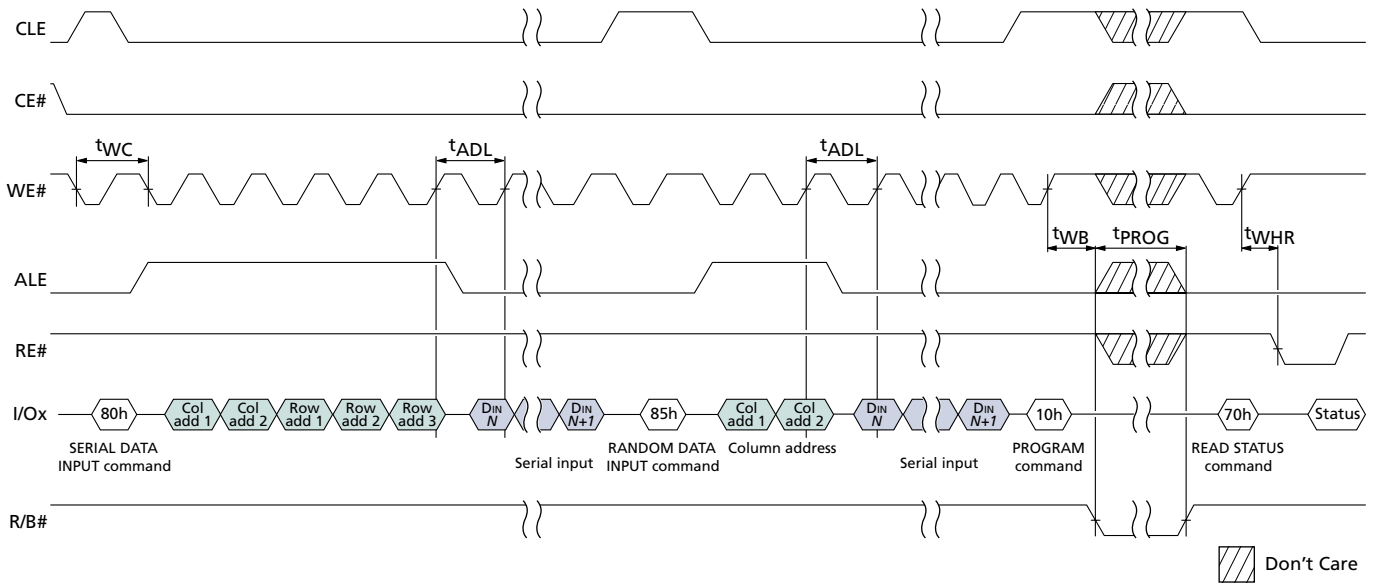 CLE
CE#
tWC
tADL
tADL
WE#
tWB
tPROG
tWHR
ALE
RE#
I/Ox
80h
Col add 1
Col add 2
Row add 1
Row add 2
Row add 3
DIN N
DIN N+1
85h
Col add 1
Col add 2
DIN N
DIN N+1
10h
70h
Status
SERIAL DATA
INPUT command
Serial input
RANDOM DATA
INPUT command
Column address
Serial input
PROGRAM
command
READ STATUS
command
R/B#
Don't Care